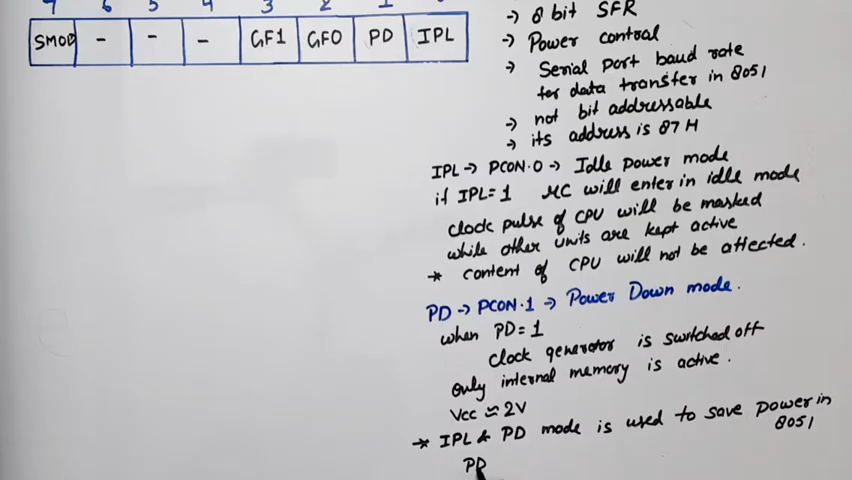 7 6 5 4 3 2 1
SMOD - - - GF1 GF0 PD IPL
→ 8 bit SFR
→ Power control
→ Serial port baud rate
for data transfer in 8051
→ not bit addressable
→ its address is 87H
IPL → PCON.0 → Idle power mode
if IPL=1 MC will enter in idle mode
clock pulse of CPU will be masked
while other units are kept active
* content of CPU will not be affected.
PD → PCON.1 → Power Down mode.
when PD=1
clock generator is switched off
only internal memory is active.
Vcc ≃ 2V
* IPL & PD mode is used to save power in
8051
PD